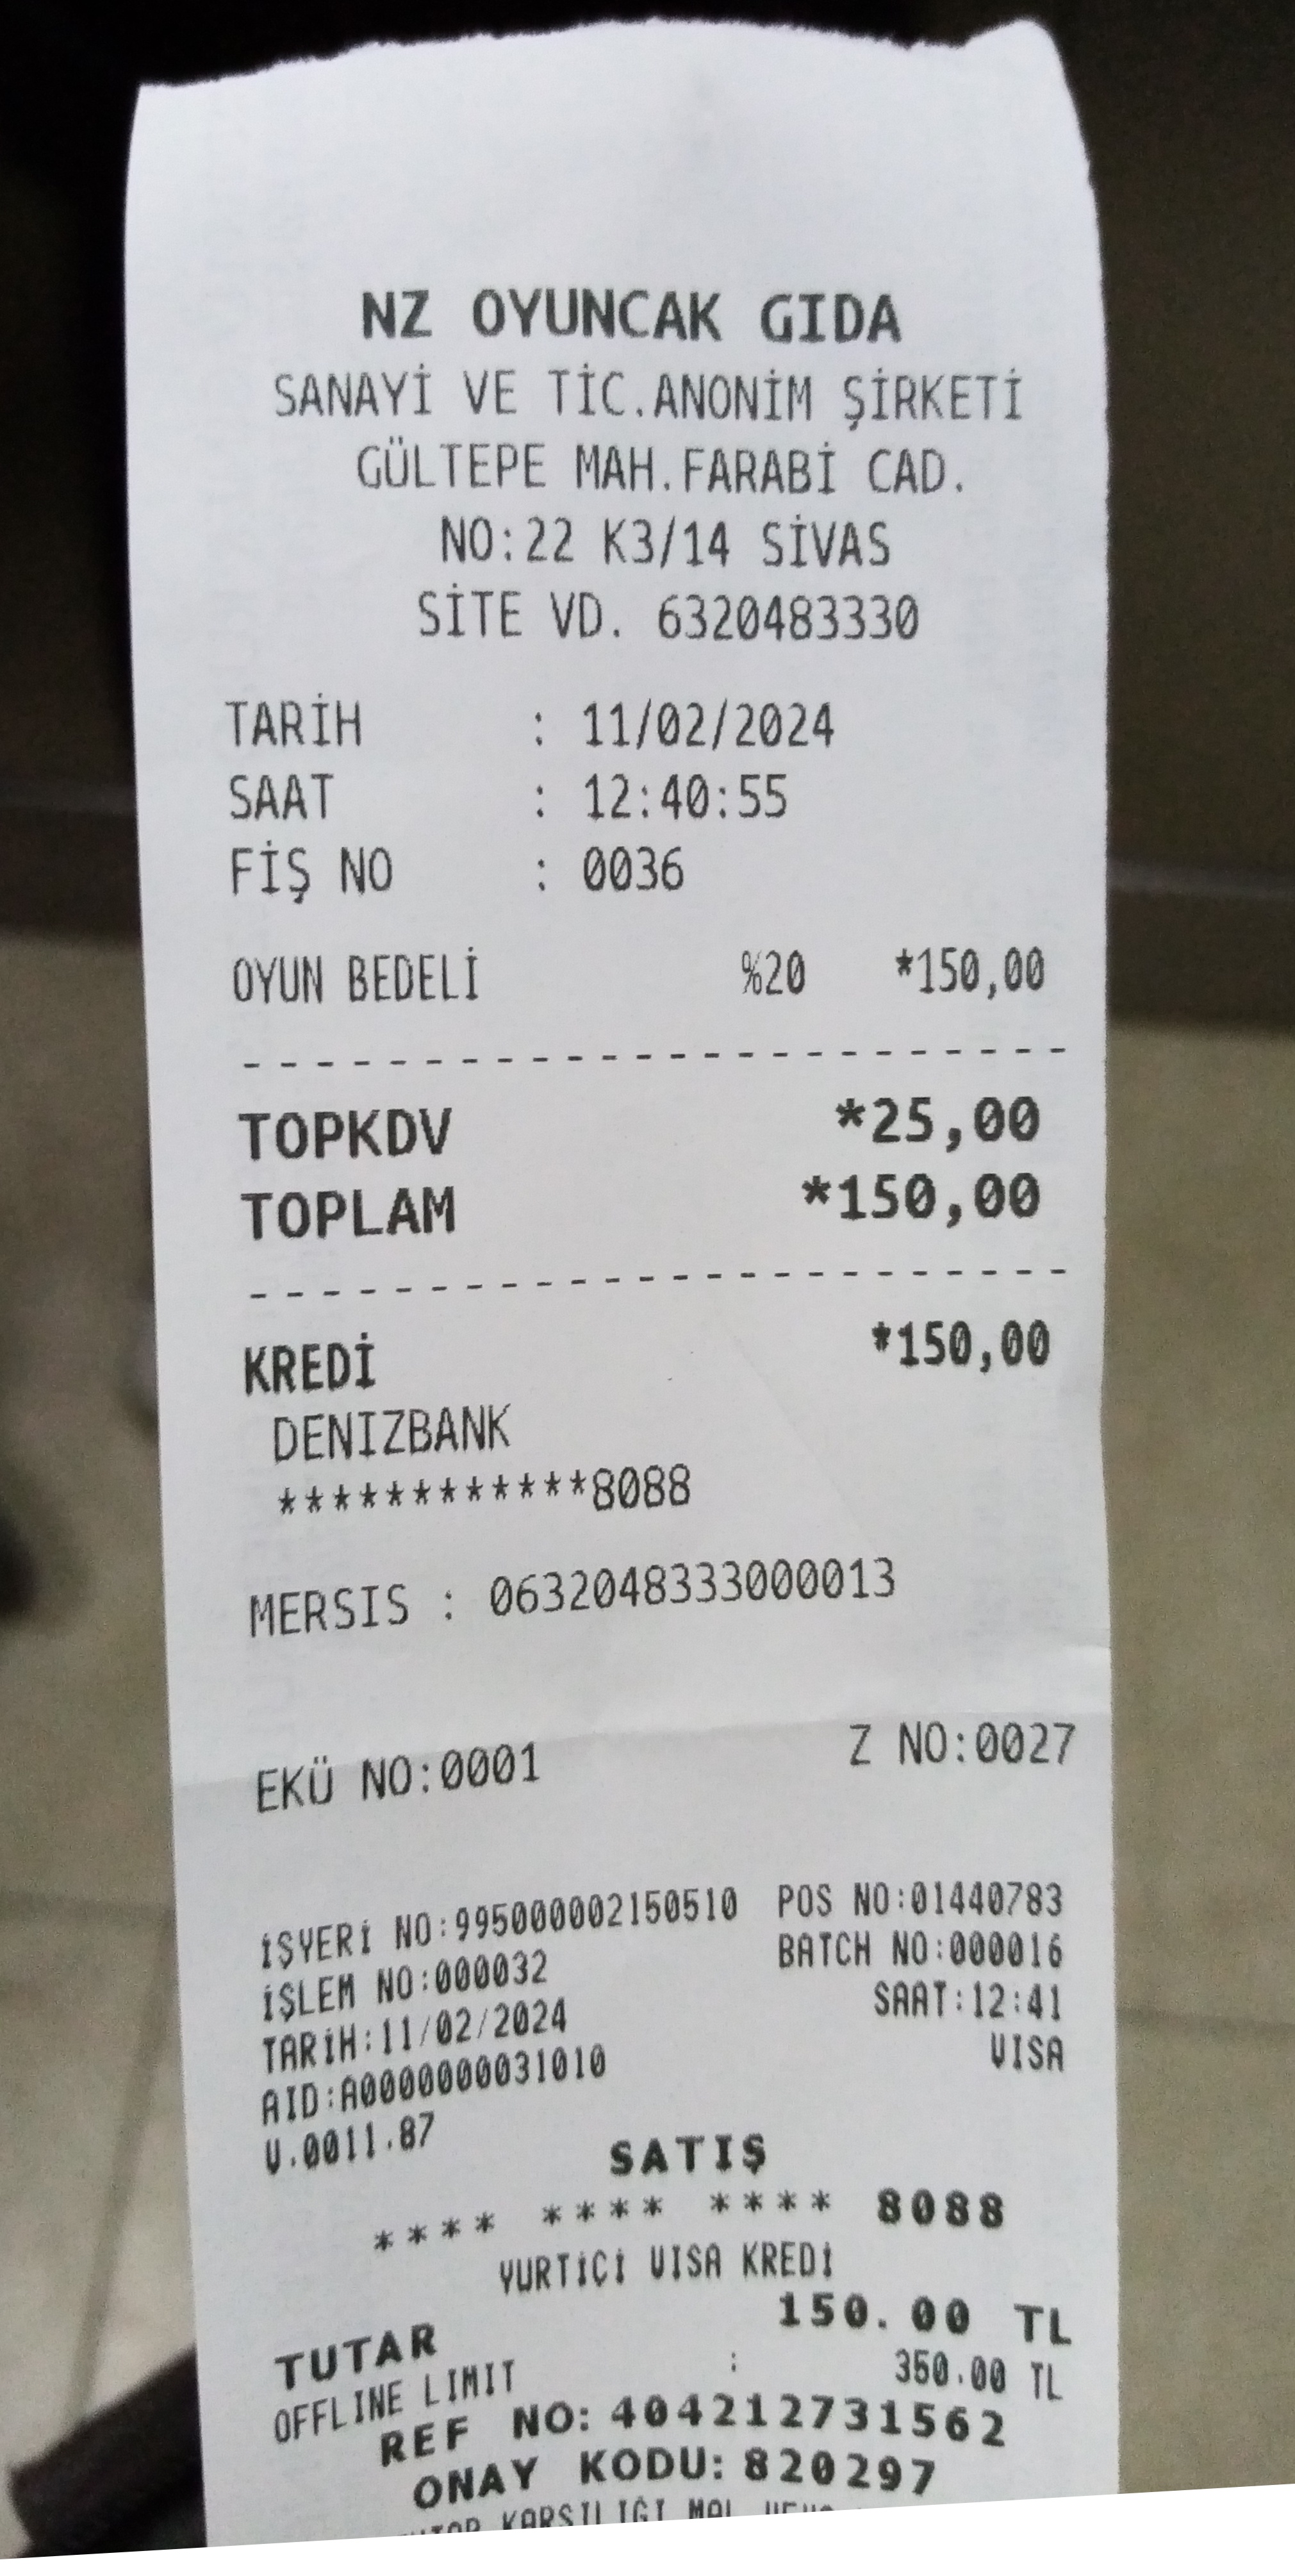 NZ OYUNCAK GIDA
SANAYİ VE TİC.ANONİM ŞİRKETİ
GÜLTEPE MAH.FARABİ CAD.
NO:22 K3/14 SİVAS
SİTE VD. 6320483330
TARİH : 11/02/2024
SAAT : 12:40:55
FİŞ NO : 0036
OYUN BEDELİ %20 *150,00
TOPKDV *25,00
TOPLAM *150,00
KREDİ *150,00
DENIZBANK
************8088
MERSIS : 0632048333000013
EKÜ NO:0001 Z NO:0027
İŞYERİ NO:995000002150510 POS NO:01440783
İŞLEM NO:000032 BATCH NO:000016
TARİH:11/02/2024 SAAT:12:41
AID:A0000000031010 VISA
V.0011.87
SATIŞ
**** **** **** 8088
YURTİÇİ VISA KREDİ
TUTAR 150.00 TL
OFFLINE LIMIT : 350.00 TL
REF NO: 404212731562
ONAY KODU: 820297
KARŞILIĞI MAL